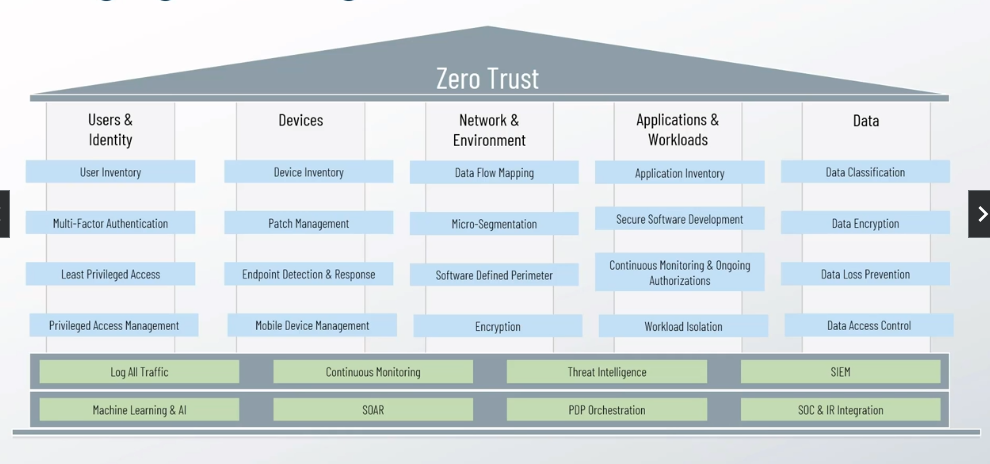 Zero Trust
Users &
Identity
Devices
Network &
Environment
Applications &
Workloads
Data
User Inventory
Device Inventory
Data Flow Mapping
Application Inventory
Data Classification
Multi-Factor Authentication
Patch Management
Micro-Segmentation
Secure Software Development
Data Encryption
Least Privileged Access
Endpoint Detection & Response
Software Defined Perimeter
Continuous Monitoring & Ongoing
Authorizations
Data Loss Prevention
Privileged Access Management
Mobile Device Management
Encryption
Workload Isolation
Data Access Control
Log All Traffic
Continuous Monitoring
Threat Intelligence
SIEM
Machine Learning & AI
SOAR
PDP Orchestration
SOC & IR Integration